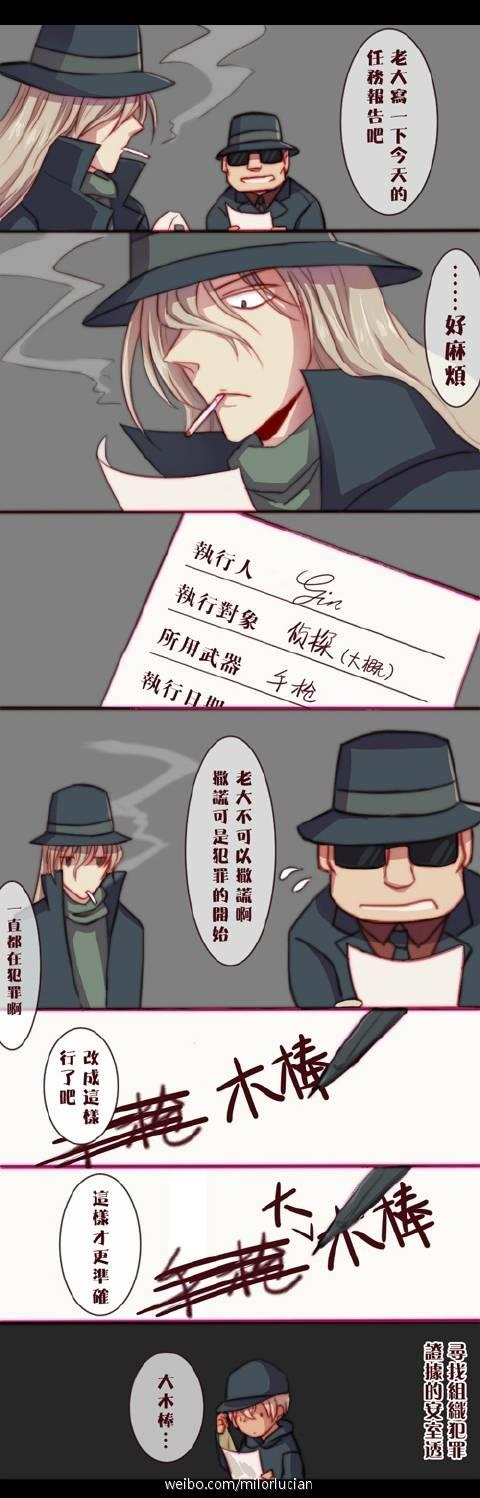 老大寫一下今天的
任務報告吧
……好麻煩
執行人 Gin
執行對象 偵探(大概)
所用武器 手枪
執行日期
老大不可以撒謊啊
撒謊可是犯罪的開始
一直都在犯罪啊
改成這樣
行了吧
手枪 木棒
這樣才更準確
手枪 大木棒
尋找組織犯罪
證據的安室透
大木棒…
weibo.com/milorlucian